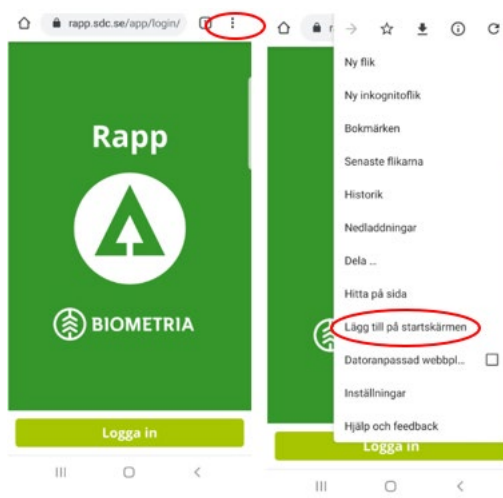 rapp.sdc.se/app/login/
Rapp
BIOMETRIA
Logga in
Ny flik
Ny inkognitoflik
Bokmärken
Senaste flikarna
Historik
Nedladdningar
Dela ...
Hitta på sida
Lägg till på startskärmen
Datoranpassad webbpl...
Inställningar
Hjälp och feedback
Logga in